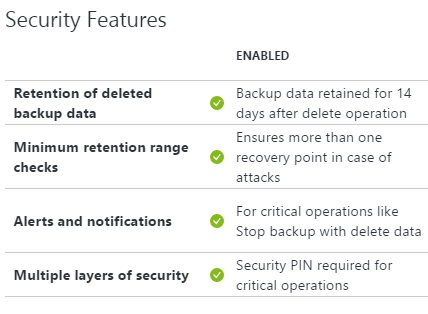 Security Features
ENABLED
Retention of deleted
backup data
Backup data retained for 14
days after delete operation
Minimum retention range
checks
Ensures more than one
recovery point in case of
attacks
Alerts and notifications
For critical operations like
Stop backup with delete data
Multiple layers of security
Security PIN required for
critical operations